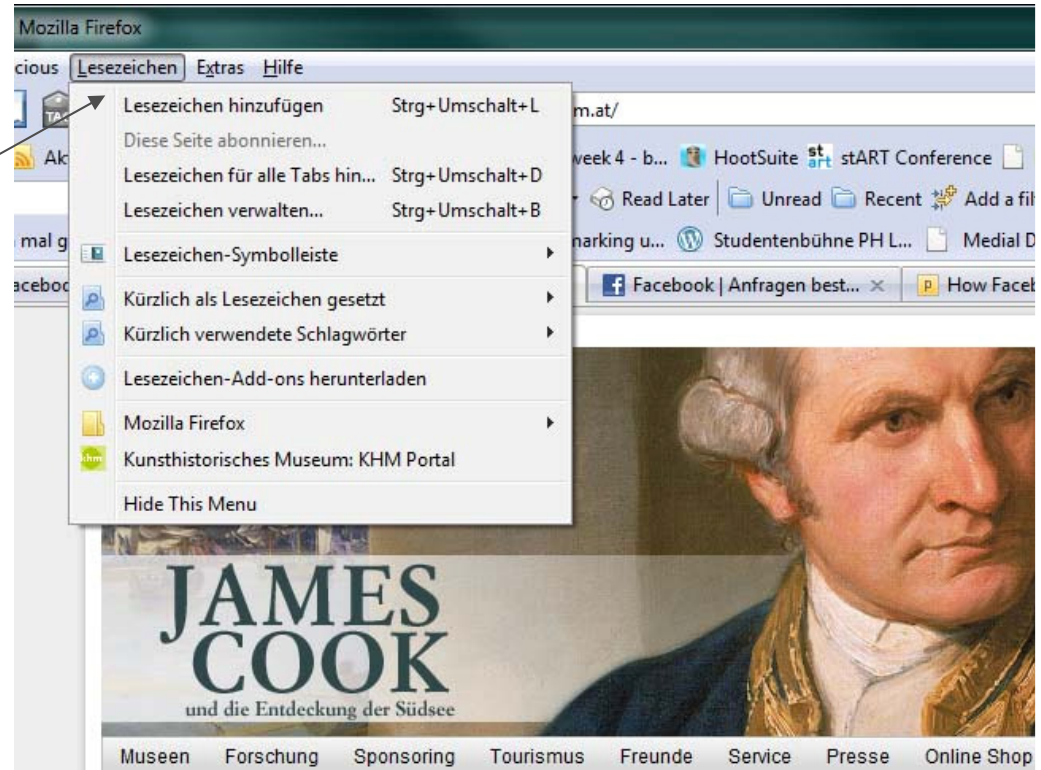 Mozilla Firefox
cious Lesezeichen Extras Hilfe
Lesezeichen hinzufügen Strg+Umschalt+L
m.at/
Diese Seite abonnieren...
Ak week 4 - b... HootSuite stART Conference
Lesezeichen für alle Tabs hin... Strg+Umschalt+D
Read Later Unread Recent Add a fil
Lesezeichen verwalten... Strg+Umschalt+B
mal g narking u... Studentenbühne PH L... Medial D
Lesezeichen-Symbolleiste
acebo Facebook | Anfragen best... How Faceb
Kürzlich als Lesezeichen gesetzt
Kürzlich verwendete Schlagwörter
Lesezeichen-Add-ons herunterladen
Mozilla Firefox
khm Kunsthistorisches Museum: KHM Portal
Hide This Menu
JAMES
COOK
und die Entdeckung der Südsee
Museen Forschung Sponsoring Tourismus Freunde Service Presse Online Shop